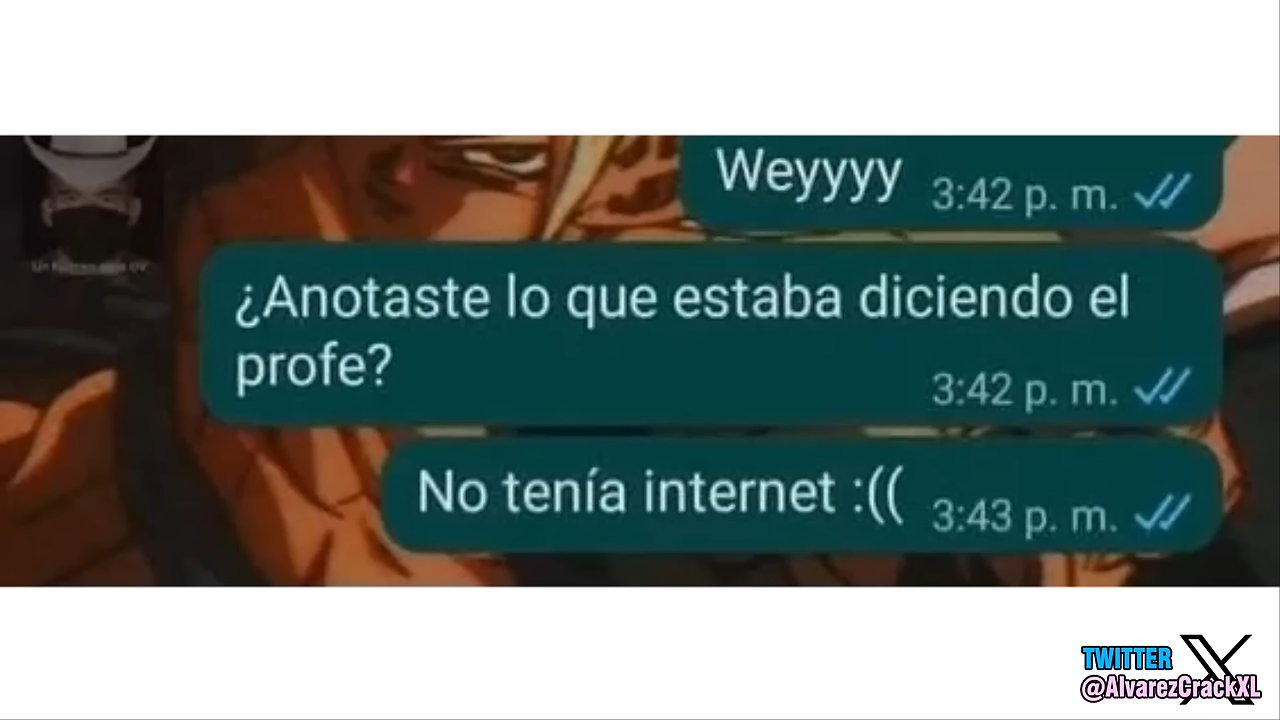 Weyyyy 3:42 p. m.
¿Anotaste lo que estaba diciendo el
profe? 3:42 p. m.
No tenía internet :(( 3:43 p. m.
TWITTER X
@AlvarezCrackXL